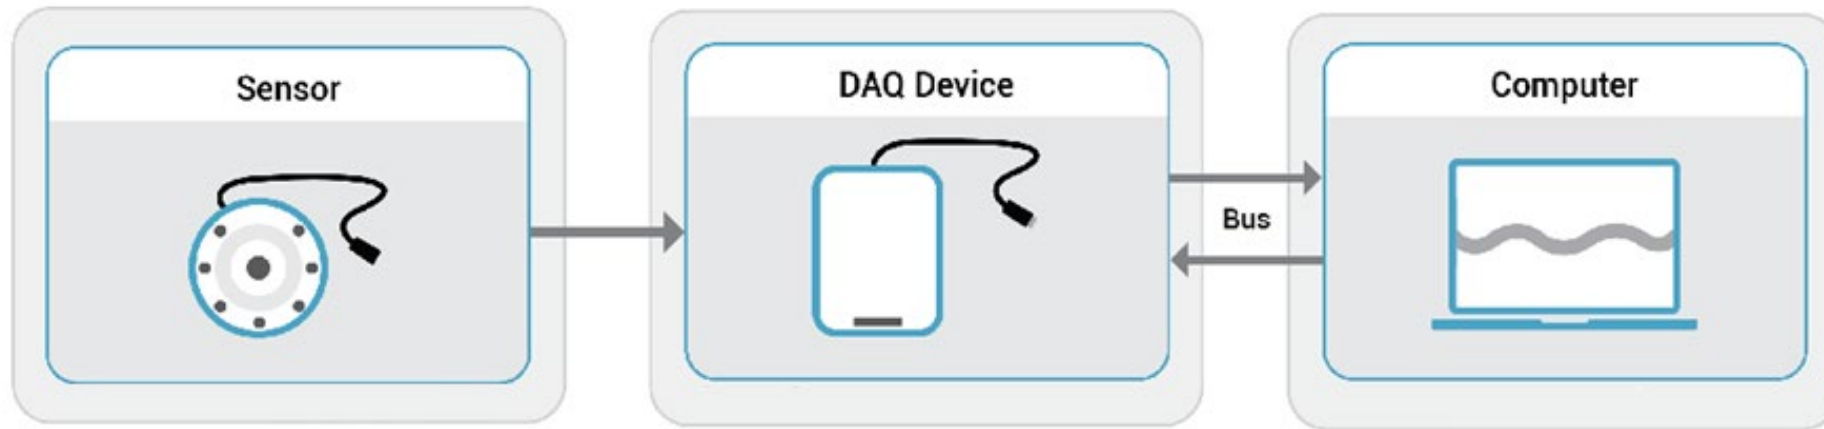 Sensor
DAQ Device
Computer
Bus